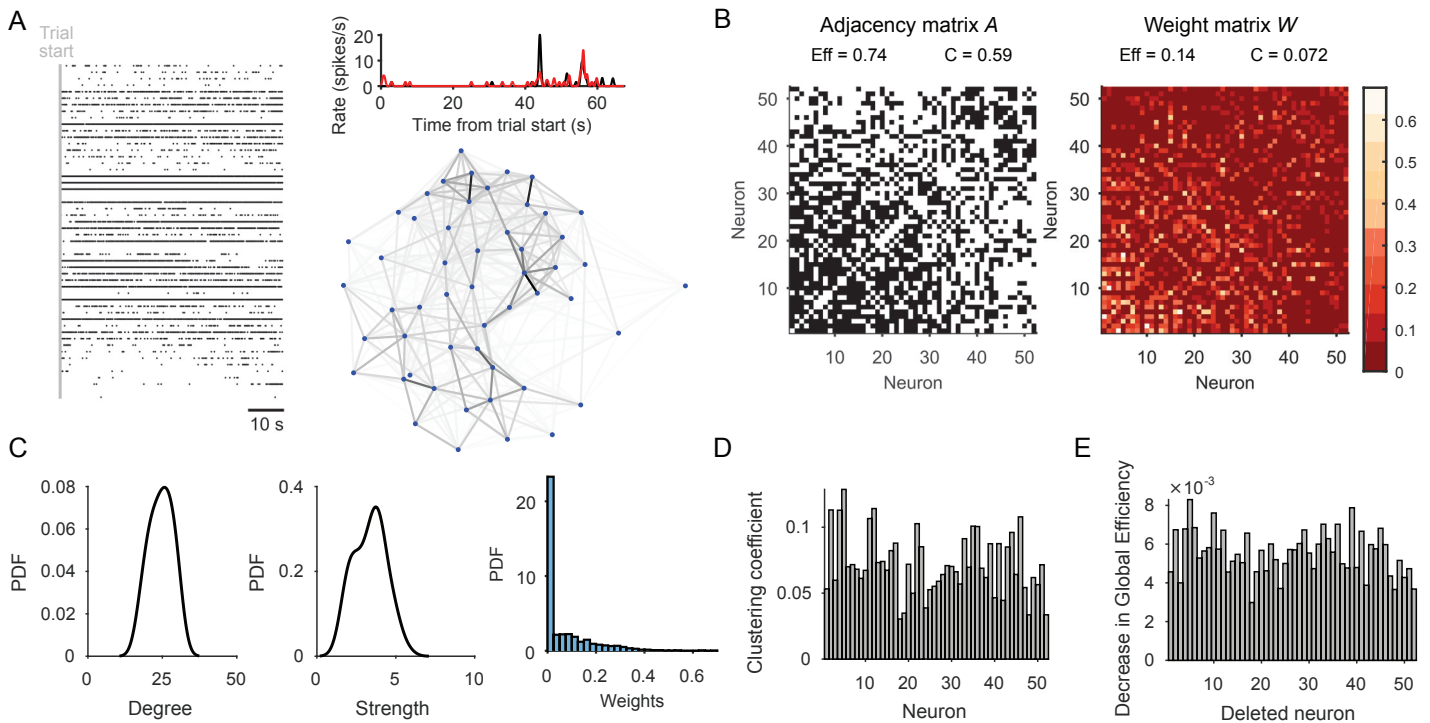 A
Trial
start
10 s
Rate (spikes/s)
20
10
0
0 20 40 60
Time from trial start (s)
B
Adjacency matrix A
Eff = 0.74 C = 0.59
Neuron
50
40
30
20
10
10 20 30 40 50
Neuron
Weight matrix W
Eff = 0.14 C = 0.072
Neuron
50
40
30
20
10
10 20 30 40 50
Neuron
0.6
0.5
0.4
0.3
0.2
0.1
0
C
PDF
0.08
0.06
0.04
0.02
0
0 25 50
Degree
PDF
0.4
0.2
0
0 5 10
Strength
PDF
20
10
0
0 0.2 0.4 0.6
Weights
D
Clustering coefficient
0.1
0.05
0
10 20 30 40 50
Neuron
E
Decrease in Global Efficiency
×10-3
8
6
4
2
0
10 20 30 40 50
Deleted neuron